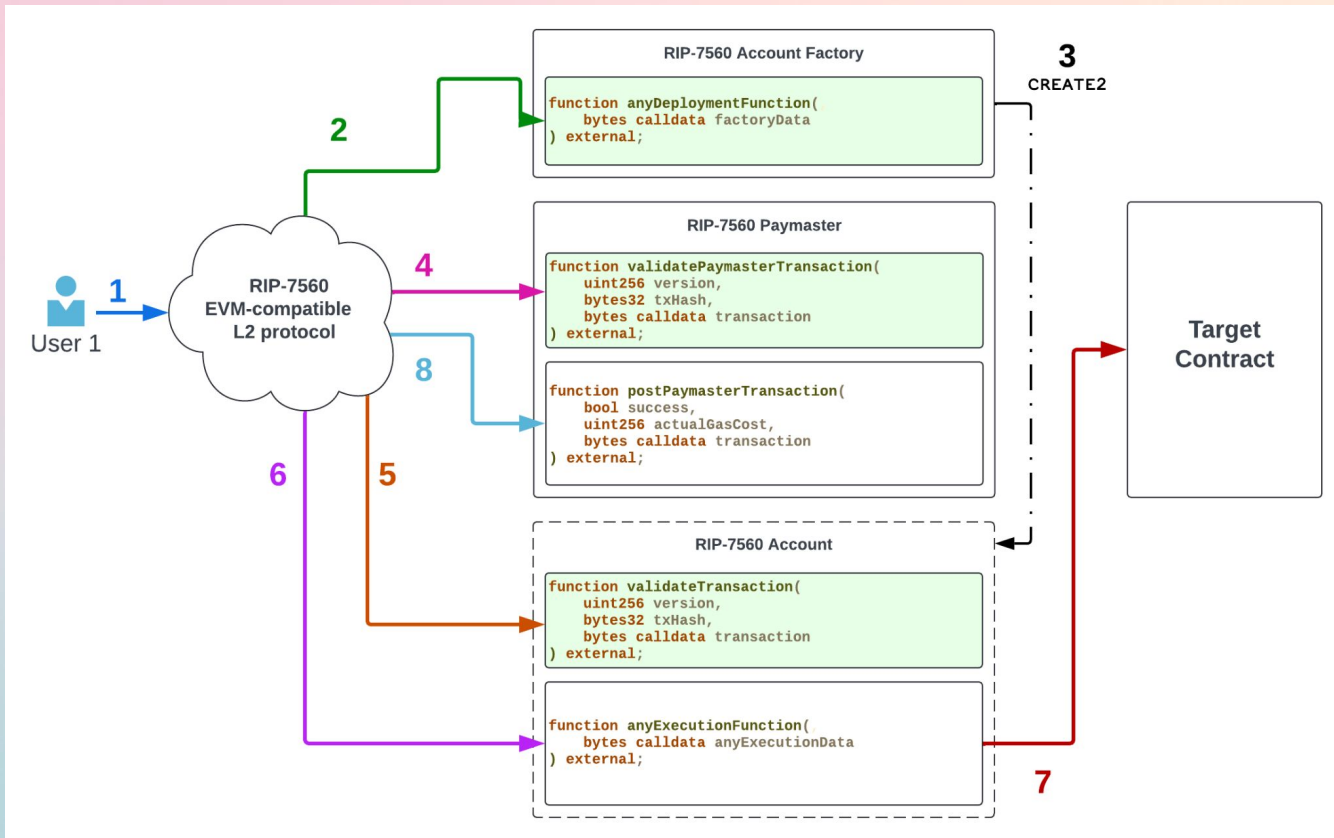 RIP-7560 Account Factory
function anyDeploymentFunction(
bytes calldata factoryData
) external;
3
CREATE2
2
RIP-7560 Paymaster
function validatePaymasterTransaction(
uint256 version,
bytes32 txHash,
bytes calldata transaction
) external;
4
1
User 1
RIP-7560
EVM-compatible
L2 protocol
8
function postPaymasterTransaction(
bool success,
uint256 actualGasCost,
bytes calldata transaction
) external;
Target
Contract
6
5
RIP-7560 Account
function validateTransaction(
uint256 version,
bytes32 txHash,
bytes calldata transaction
) external;
function anyExecutionFunction(
bytes calldata anyExecutionData
) external;
7